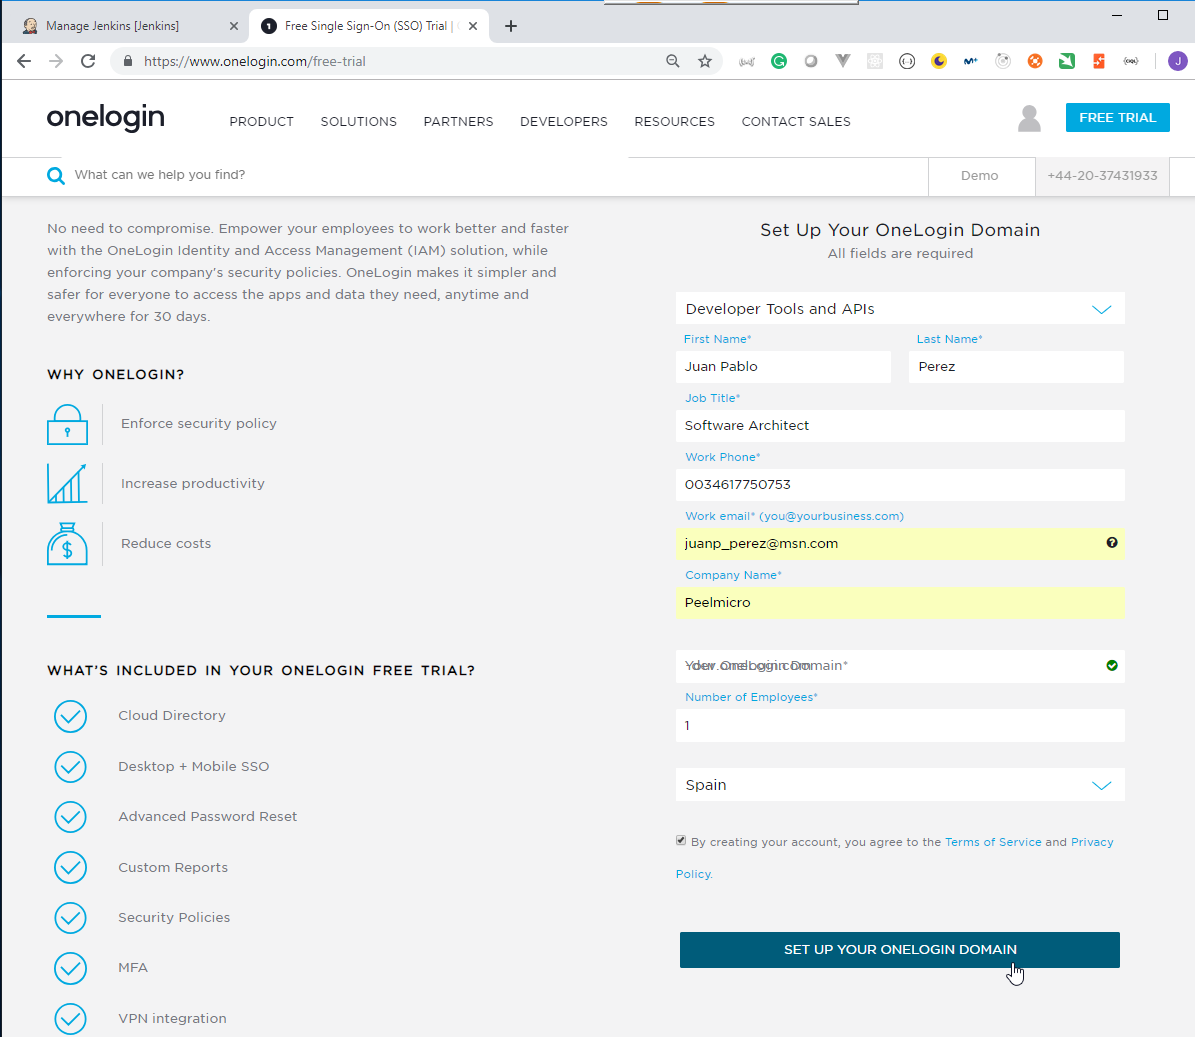 Manage Jenkins [Jenkins]
Free Single Sign-On (SSO) Trial |
https://www.onelogin.com/free-trial
J
onelogin
PRODUCT SOLUTIONS PARTNERS DEVELOPERS RESOURCES CONTACT SALES
FREE TRIAL
What can we help you find?
Demo
+44-20-37431933
No need to compromise. Empower your employees to work better and faster
with the OneLogin Identity and Access Management (IAM) solution, while
enforcing your company's security policies. OneLogin makes it simpler and
safer for everyone to access the apps and data they need, anytime and
everywhere for 30 days.
WHY ONELOGIN?
Enforce security policy
Increase productivity
Reduce costs
WHAT'S INCLUDED IN YOUR ONELOGIN FREE TRIAL?
Cloud Directory
Desktop + Mobile SSO
Advanced Password Reset
Custom Reports
Security Policies
MFA
VPN integration
Set Up Your OneLogin Domain
All fields are required
Developer Tools and APIs
First Name*
Last Name*
Juan Pablo
Perez
Job Title*
Software Architect
Work Phone*
0034617750753
Work email* (you@yourbusiness.com)
juanp_perez@msn.com
Company Name*
Peelmicro
Domain*
Number of Employees*
1
Spain
By creating your account, you agree to the Terms of Service and Privacy
Policy.
SET UP YOUR ONELOGIN DOMAIN